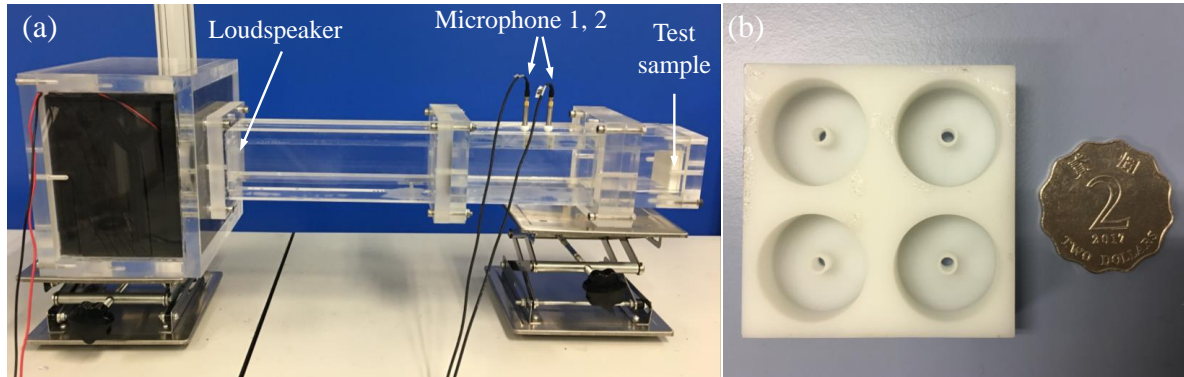 (a)
Loudspeaker
Microphone 1, 2
Test
sample
(b)
2
2017
TWO DOLLARS